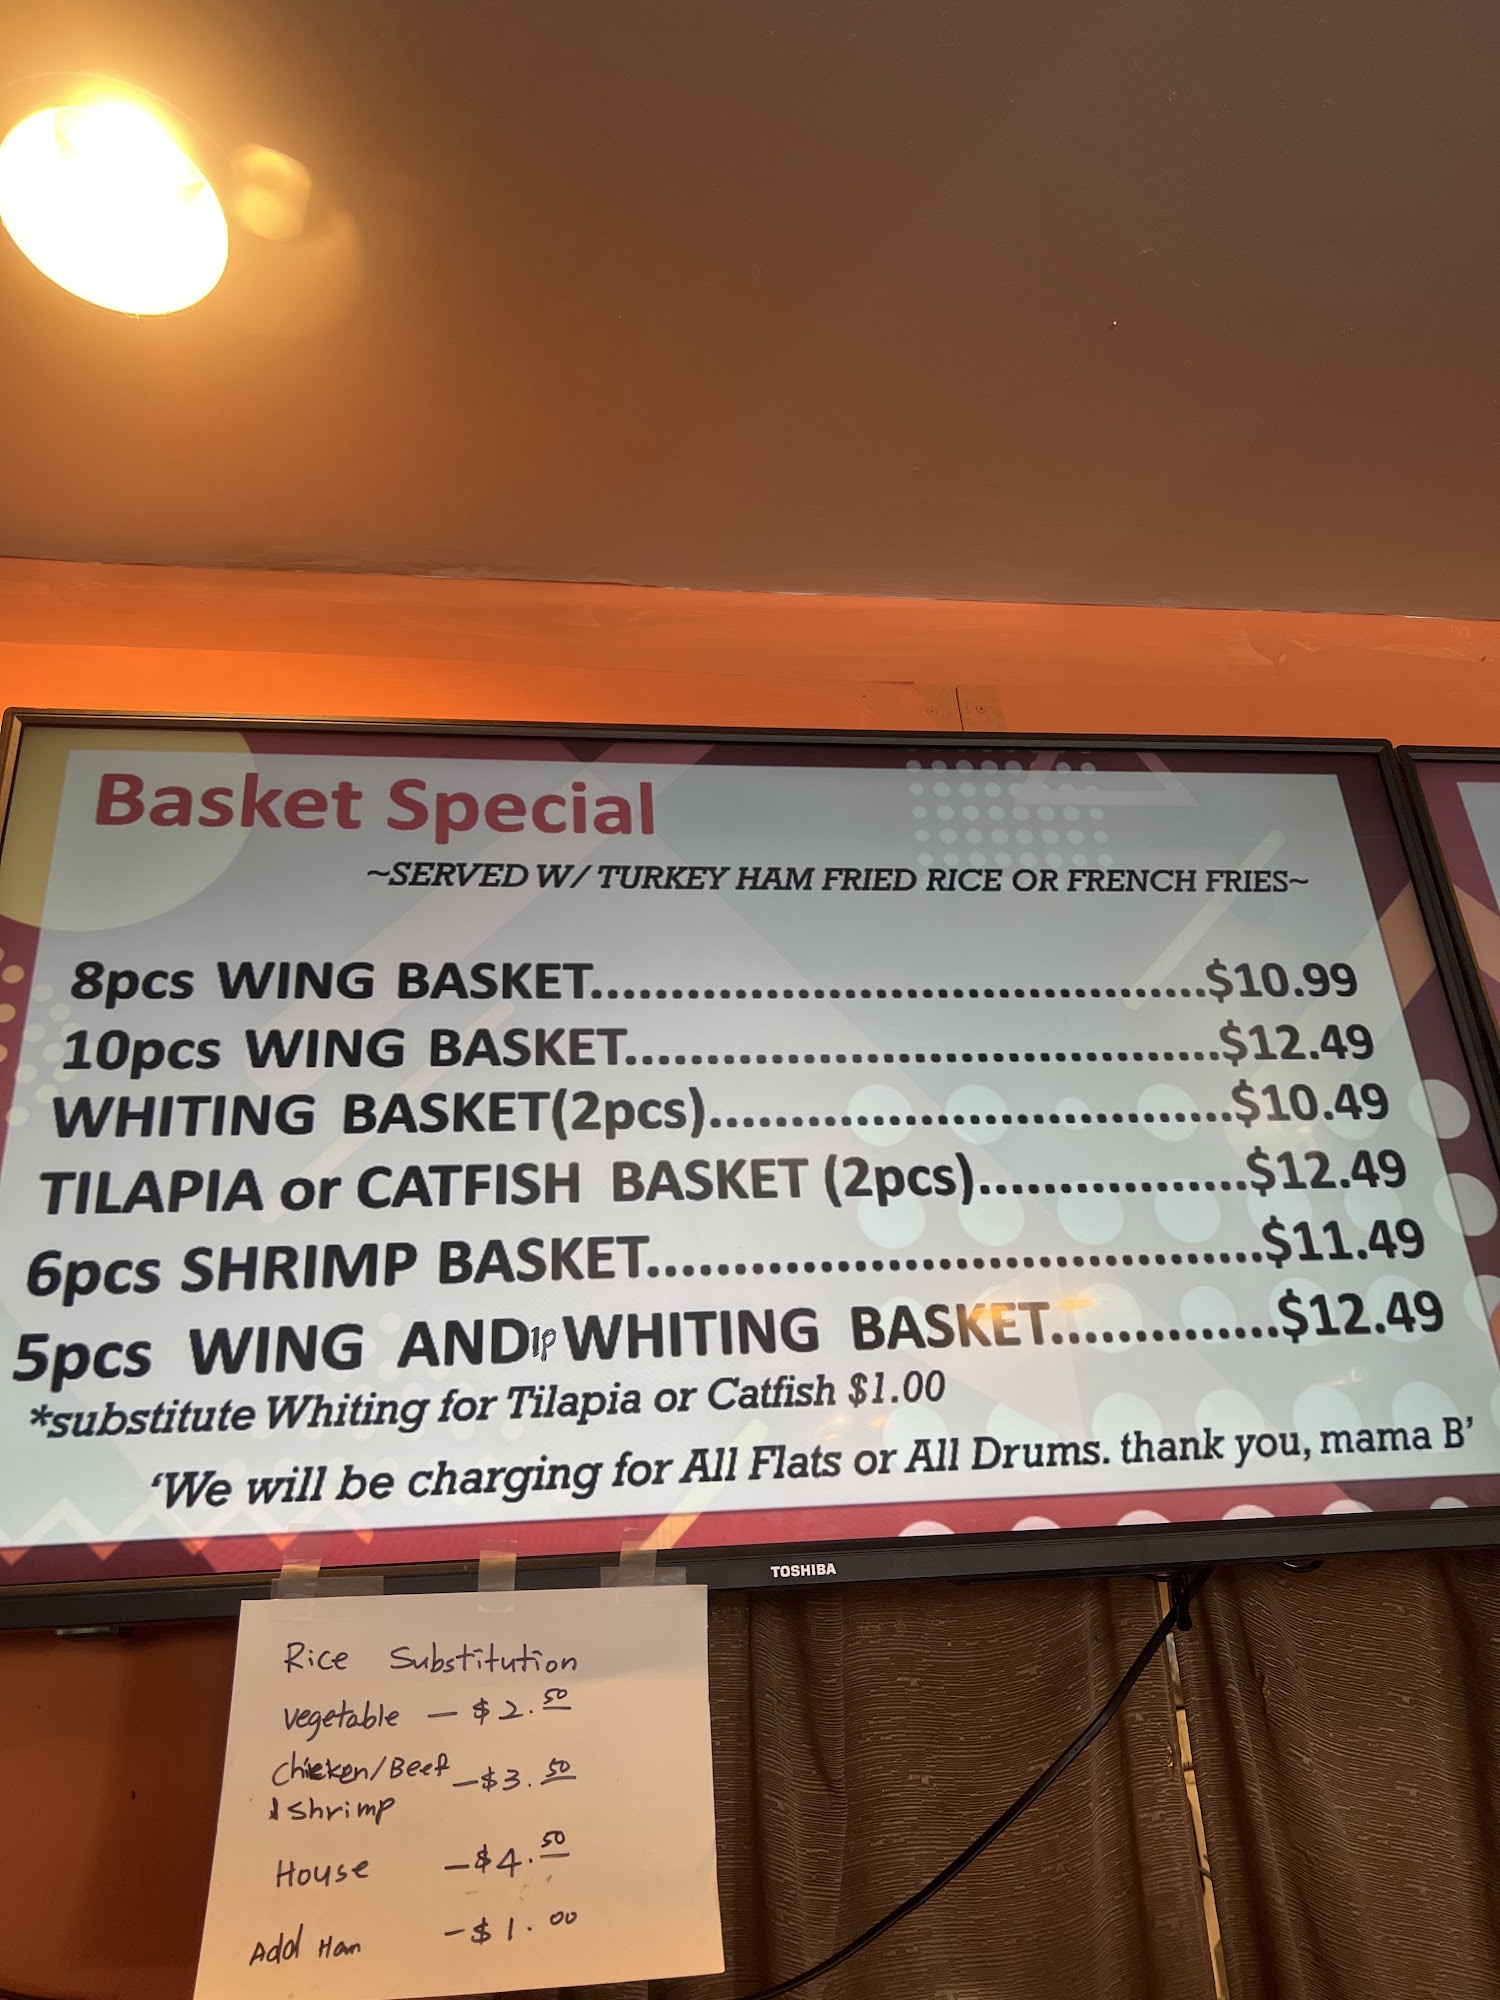 Basket Special
~SERVED W/ TURKEY HAM FRIED RICE OR FRENCH FRIES~
8pcs WING BASKET......................................$10.99
10pcs WING BASKET.....................................$12.49
WHITING BASKET(2pcs).................................$10.49
TILAPIA or CATFISH BASKET (2pcs).................$12.49
6pcs SHRIMP BASKET.....................................$11.49
5pcs WING AND 1p WHITING BASKET..............$12.49
*substitute Whiting for Tilapia or Catfish $1.00
‘We will be charging for All Flats or All Drums. thank you, mama B’
TOSHIBA
Rice Substitution
vegetable — $2.50
Chicken/Beef — $3.50
& Shrimp
House — $4.50
Add Ham — $1.00